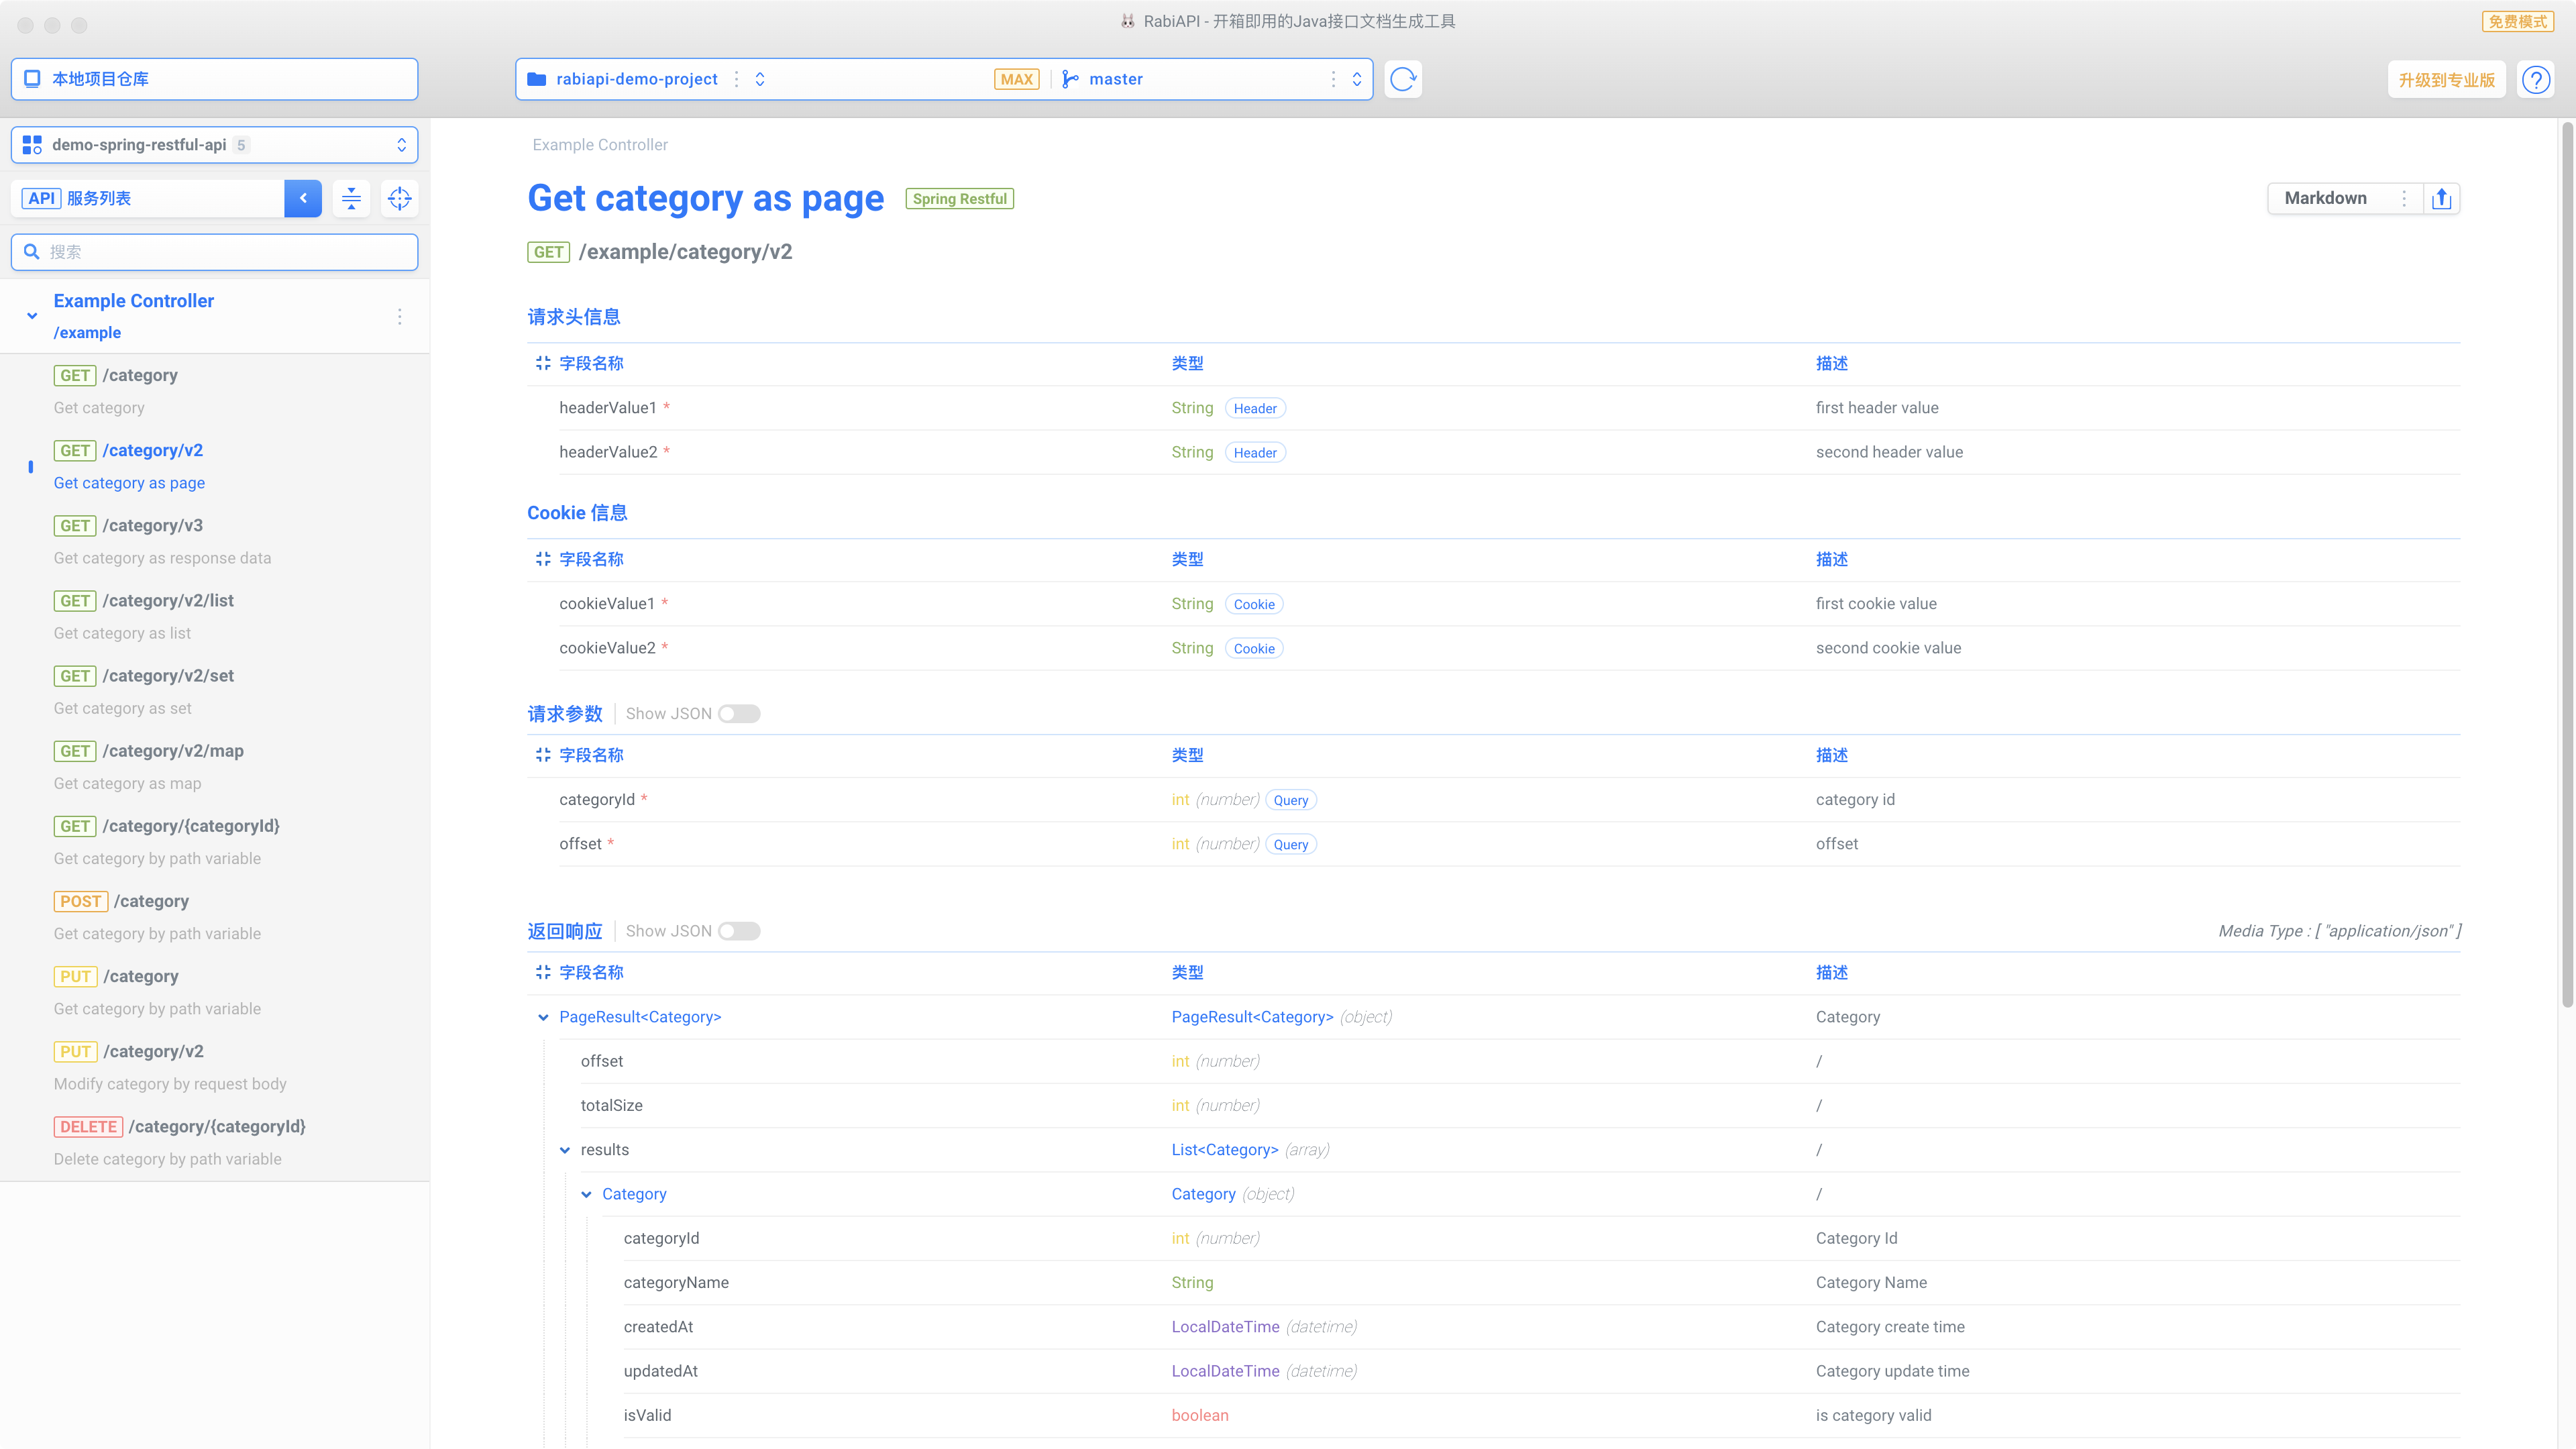 RabiAPI - 开箱即用的Java接口文档生成工具
免费模式
本地项目仓库
rabiapi-demo-project
MAX
master
升级到专业版
demo-spring-restful-api 5
API 服务列表
搜索
Example Controller
/example
GET /category
Get category
GET /category/v2
Get category as page
GET /category/v3
Get category as response data
GET /category/v2/list
Get category as list
GET /category/v2/set
Get category as set
GET /category/v2/map
Get category as map
GET /category/{categoryId}
Get category by path variable
POST /category
Get category by path variable
PUT /category
Get category by path variable
PUT /category/v2
Modify category by request body
DELETE /category/{categoryId}
Delete category by path variable
Example Controller
Get category as page Spring Restful
Markdown
GET /example/category/v2
请求头信息
字段名称 类型 描述
headerValue1 * String Header first header value
headerValue2 * String Header second header value
Cookie 信息
字段名称 类型 描述
cookieValue1 * String Cookie first cookie value
cookieValue2 * String Cookie second cookie value
请求参数 Show JSON
字段名称 类型 描述
categoryId * int (number) Query category id
offset * int (number) Query offset
返回响应 Show JSON Media Type : [ "application/json" ]
字段名称 类型 描述
PageResult<Category> PageResult<Category> (object) Category
offset int (number) /
totalSize int (number) /
results List<Category> (array) /
Category Category (object) /
categoryId int (number) Category Id
categoryName String Category Name
createdAt LocalDateTime (datetime) Category create time
updatedAt LocalDateTime (datetime) Category update time
isValid boolean is category valid